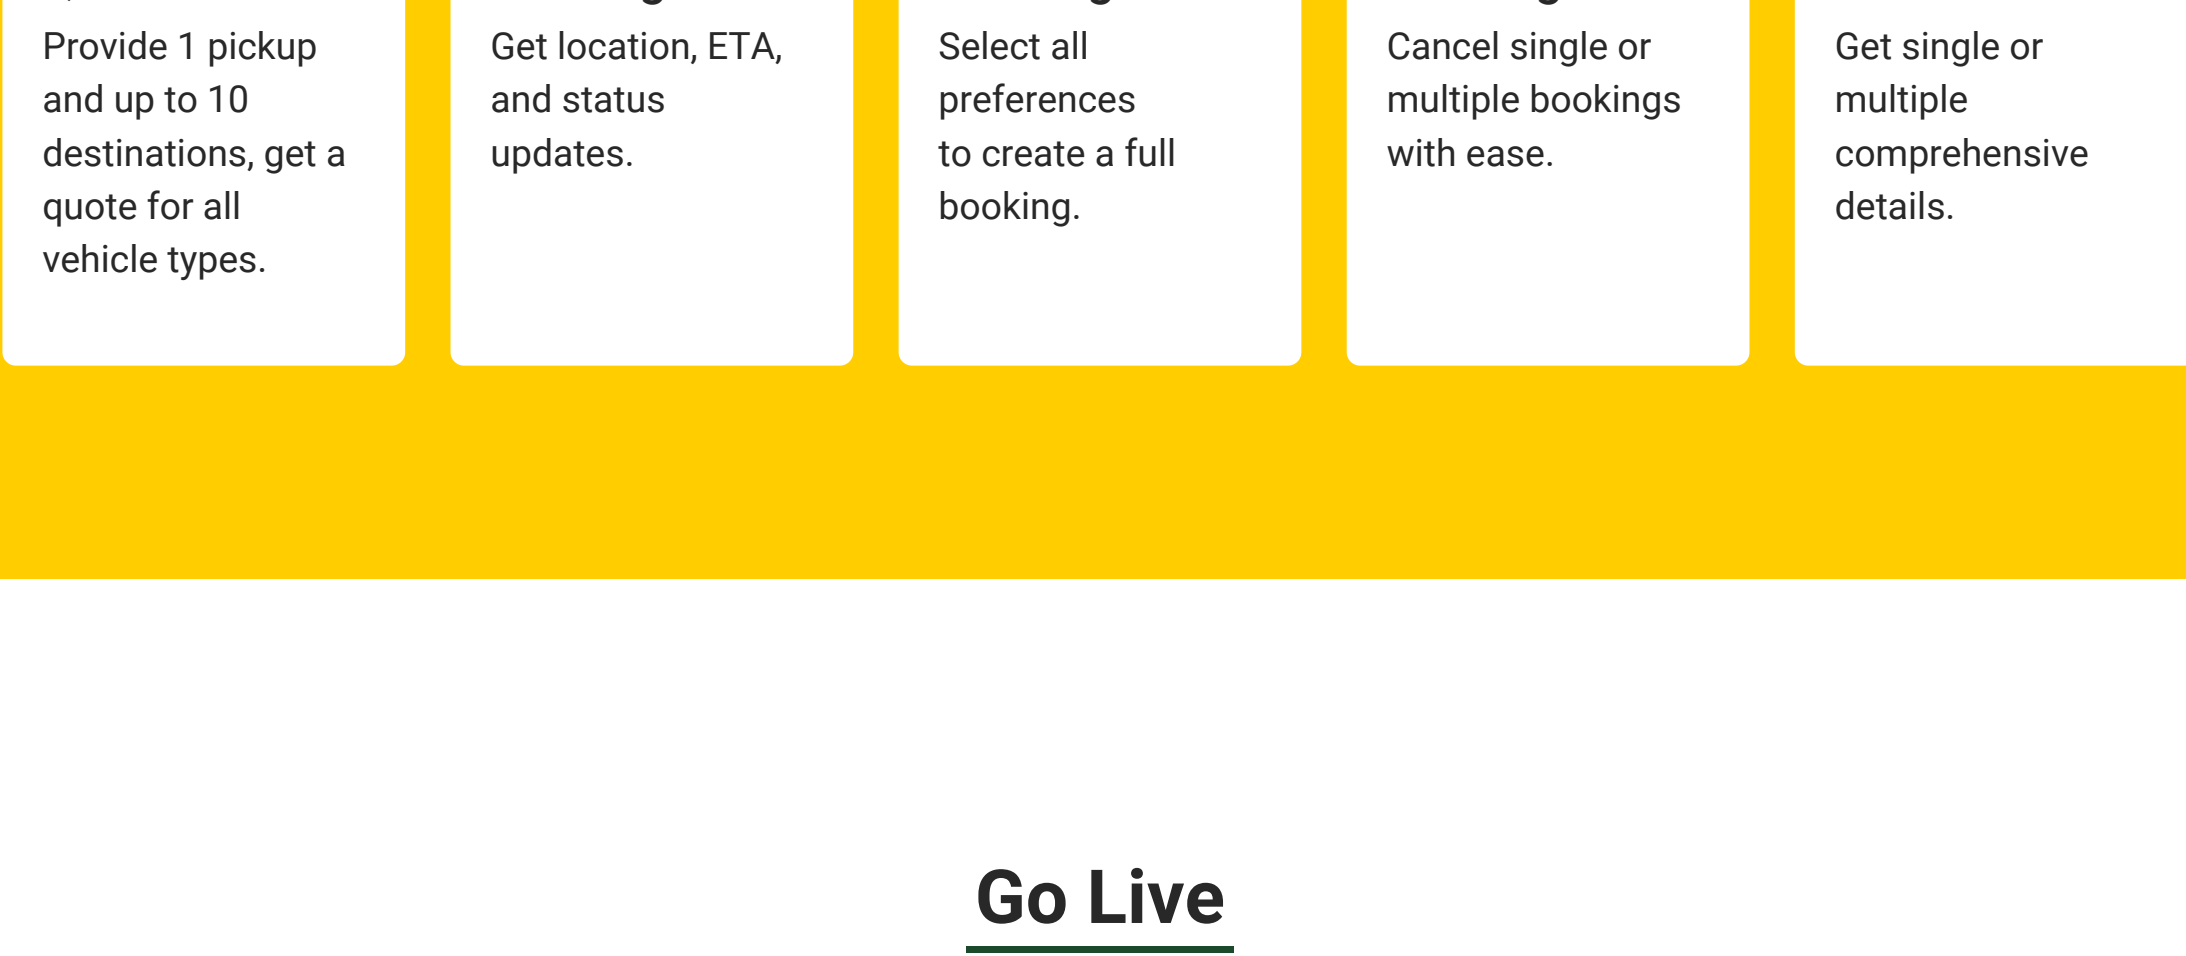 Provide 1 pickup
and up to 10
destinations, get a
quote for all
vehicle types.
Get location, ETA,
and status
updates.
Select all
preferences
to create a full
booking.
Cancel single or
multiple bookings
with ease.
Get single or
multiple
comprehensive
details.
Go Live